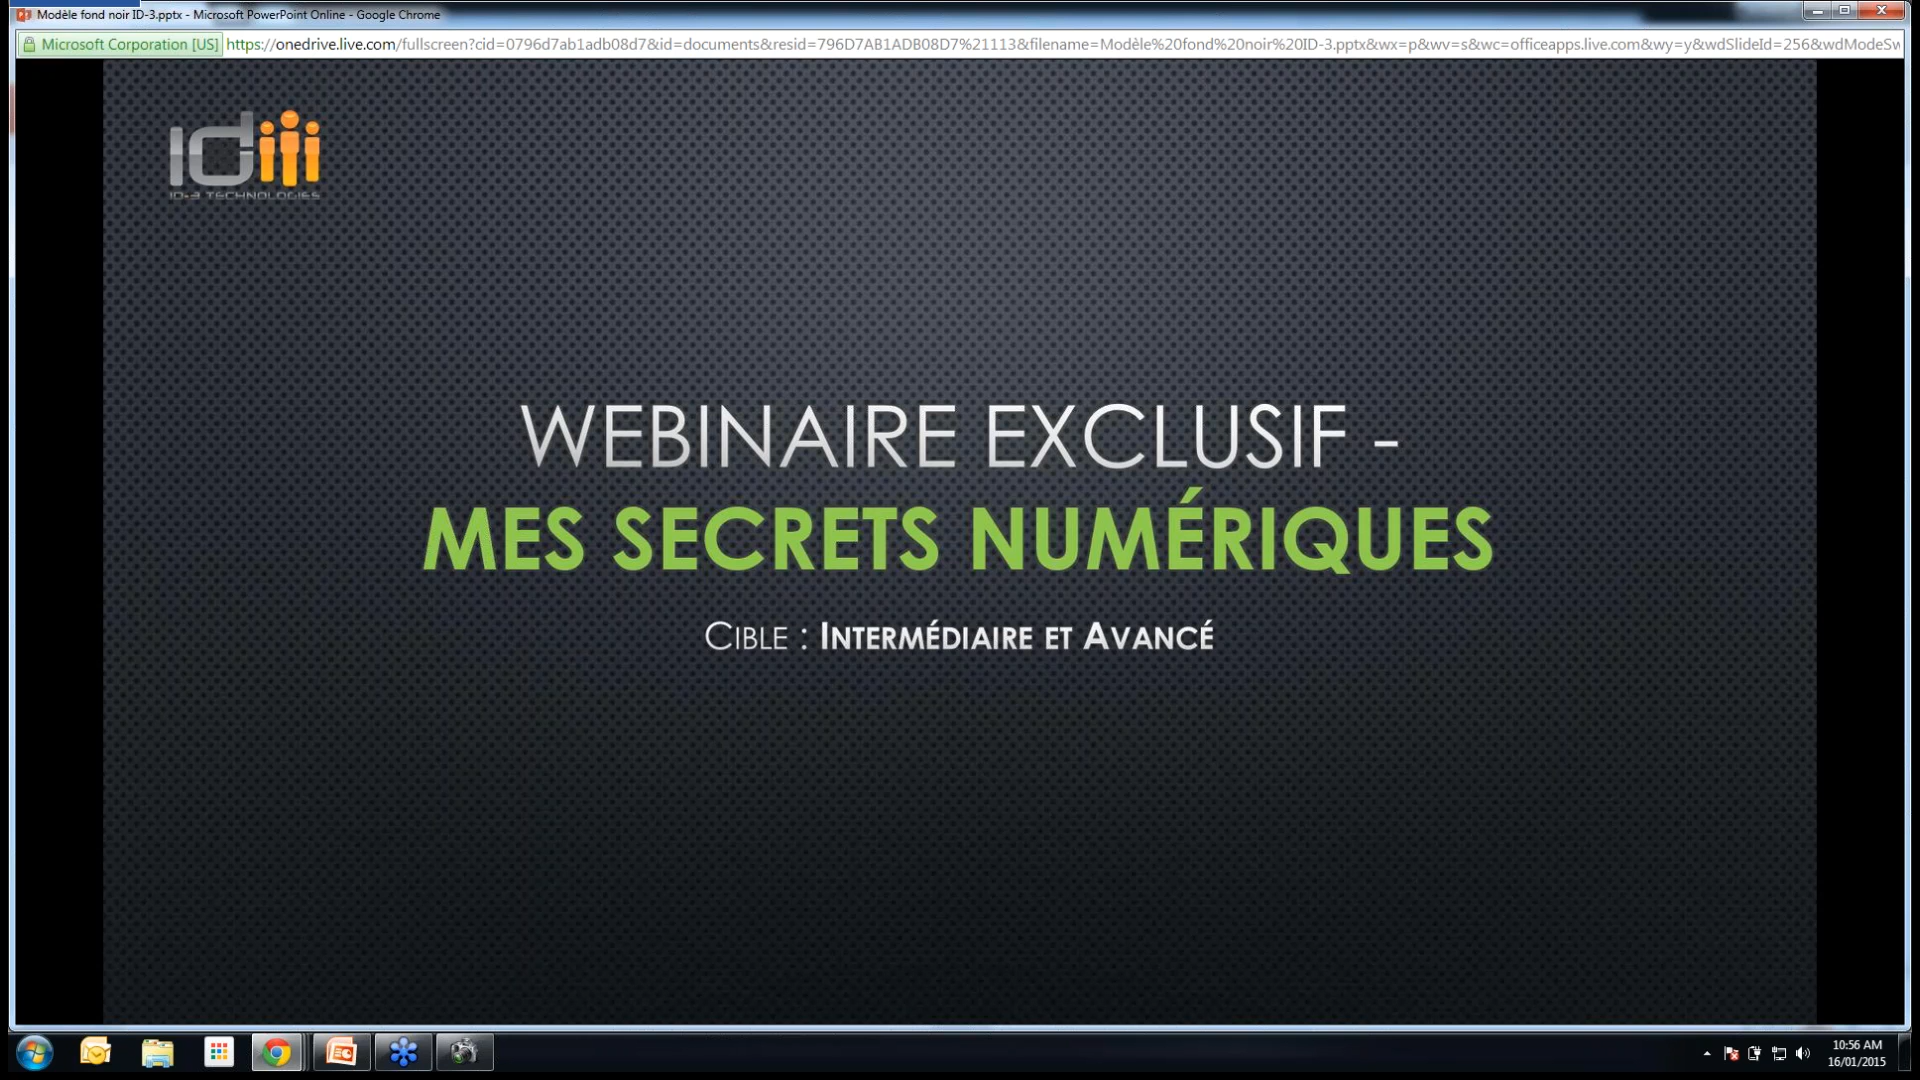 Modèle fond noir ID-3.pptx - Microsoft PowerPoint Online - Google Chrome
Microsoft Corporation [US] https://onedrive.live.com/fullscreen?cid=0796d7ab1adb08d7&id=documents&resid=796D7AB1ADB08D7%21113&filename=Modèle%20fond%20noir%20ID-3.pptx&wx=p&wv=s&wc=officeapps.live.com&wy=y&wdSlideId=256&wdModeSw
ID
ID-3 TECHNOLOGIES
WEBINAIRE EXCLUSIF -
MES SECRETS NUMÉRIQUES
CIBLE : INTERMÉDIAIRE ET AVANCÉ
10:56 AM
16/01/2015